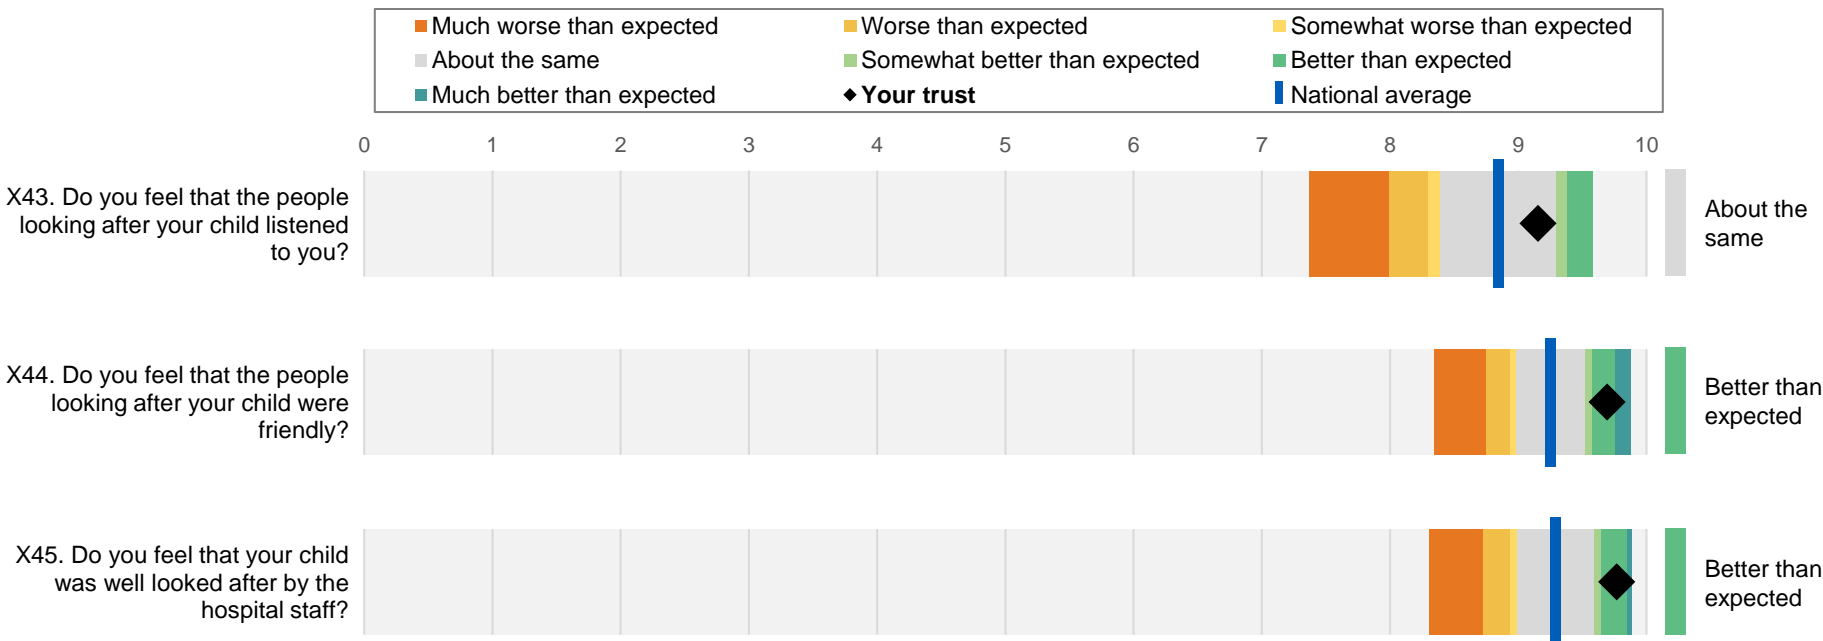 Much worse than expected Worse than expected Somewhat worse than expected
About the same Somewhat better than expected Better than expected
Much better than expected Your trust National average
0 1 2 3 4 5 6 7 8 9 10
X43. Do you feel that the people
looking after your child listened
to you?
About the
same
X44. Do you feel that the people
looking after your child were
friendly?
Better than
expected
X45. Do you feel that your child
was well looked after by the
hospital staff?
Better than
expected